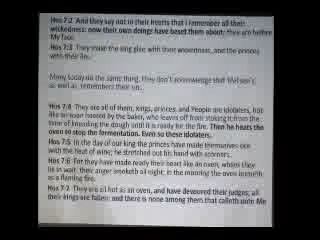 Hos 7:2 And they say not in their hearts that I remember all their
wickedness: now their own doings have beset them about; they are before
My face.
Hos 7:3 They make the king glad with their wickedness, and the princes
with their lies.
Many today do the same thing. They don't acknowledge that
as well, remembers their sin.
Hos 7:4 They are all of them, kings, princes, and People are idolaters, hot
like an oven heated by the baker, who leaves off from stoking it from the
time of kneading the dough until it is ready for the fire. Then he heats the
oven to stop the fermentation. Even so these idolaters.
Hos 7:5 In the day of our king the princes have made themselves sick
with the heat of wine; he stretched out his hand with scorners.
Hos 7:6 For they have made ready their heart like an oven, whiles they
lie in wait: their anger smoketh all night; in the morning the oven burneth
as a flaming fire.
Hos 7:7 They are all hot as an oven, and have devoured their judges; all
their kings are fallen: and there is none among them that calleth unto Me